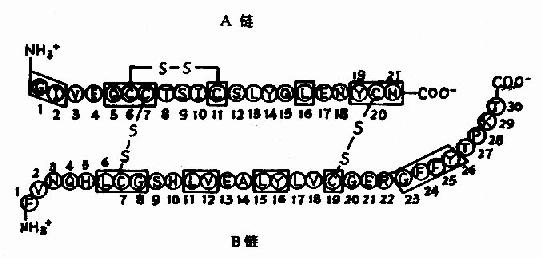 A 链
NH₃⁺
S—S
19 21
G I V E Q C C T S I C S L Y Q L E N Y C N —COO⁻
1 2 3 4 5 6 7 8 9 10 11 12 13 14 15 16 17 18 20
S S
S S
COO⁻
1 2 3 4 5 6
F V N Q H L C G S H L V E A L Y L V C G E R G F F Y T P K T
7 8 9 10 11 12 13 14 15 16 17 18 19 20 21 22 23 24 25 26 27 28 29 30
NH₃⁺
B 链